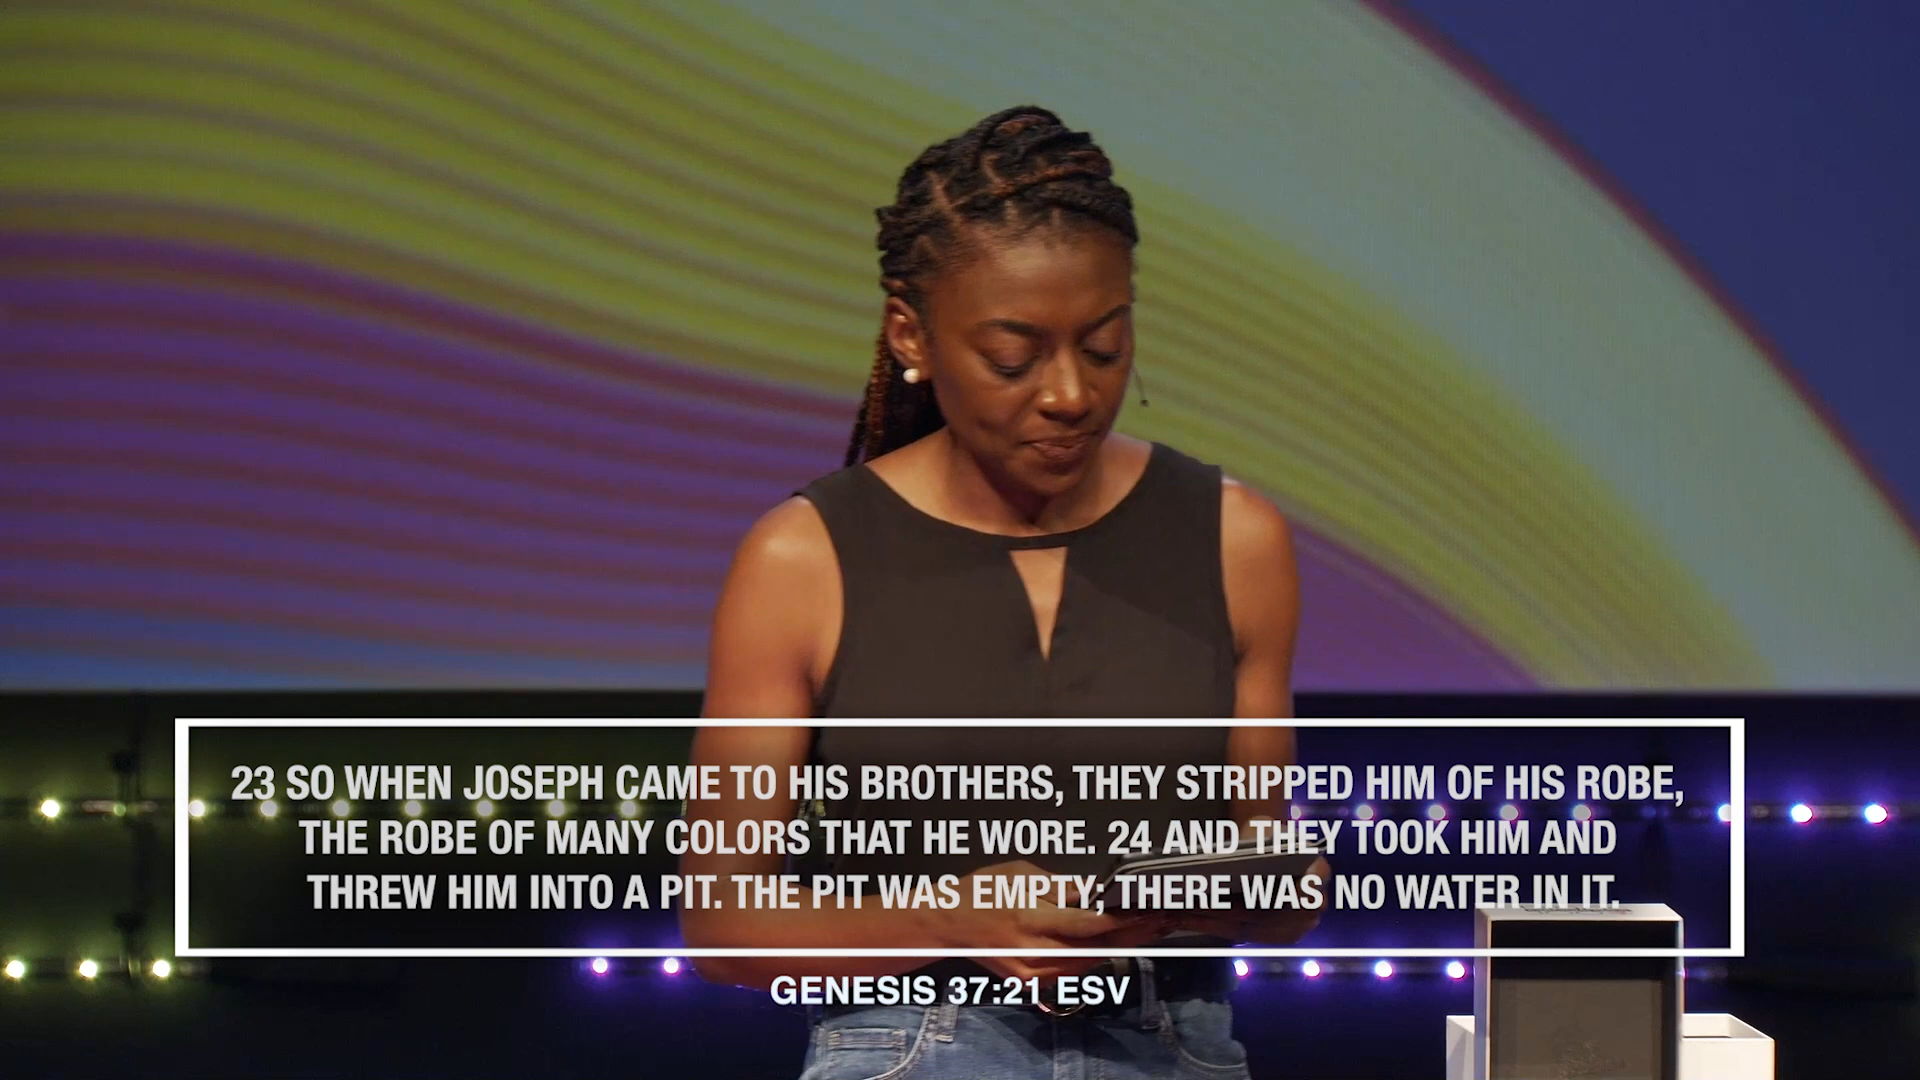 23 SO WHEN JOSEPH CAME TO HIS BROTHERS, THEY STRIPPED HIM OF HIS ROBE,
THE ROBE OF MANY COLORS THAT HE WORE. 24 AND THEY TOOK HIM AND
THREW HIM INTO A PIT. THE PIT WAS EMPTY; THERE WAS NO WATER IN IT.
GENESIS 37:21 ESV